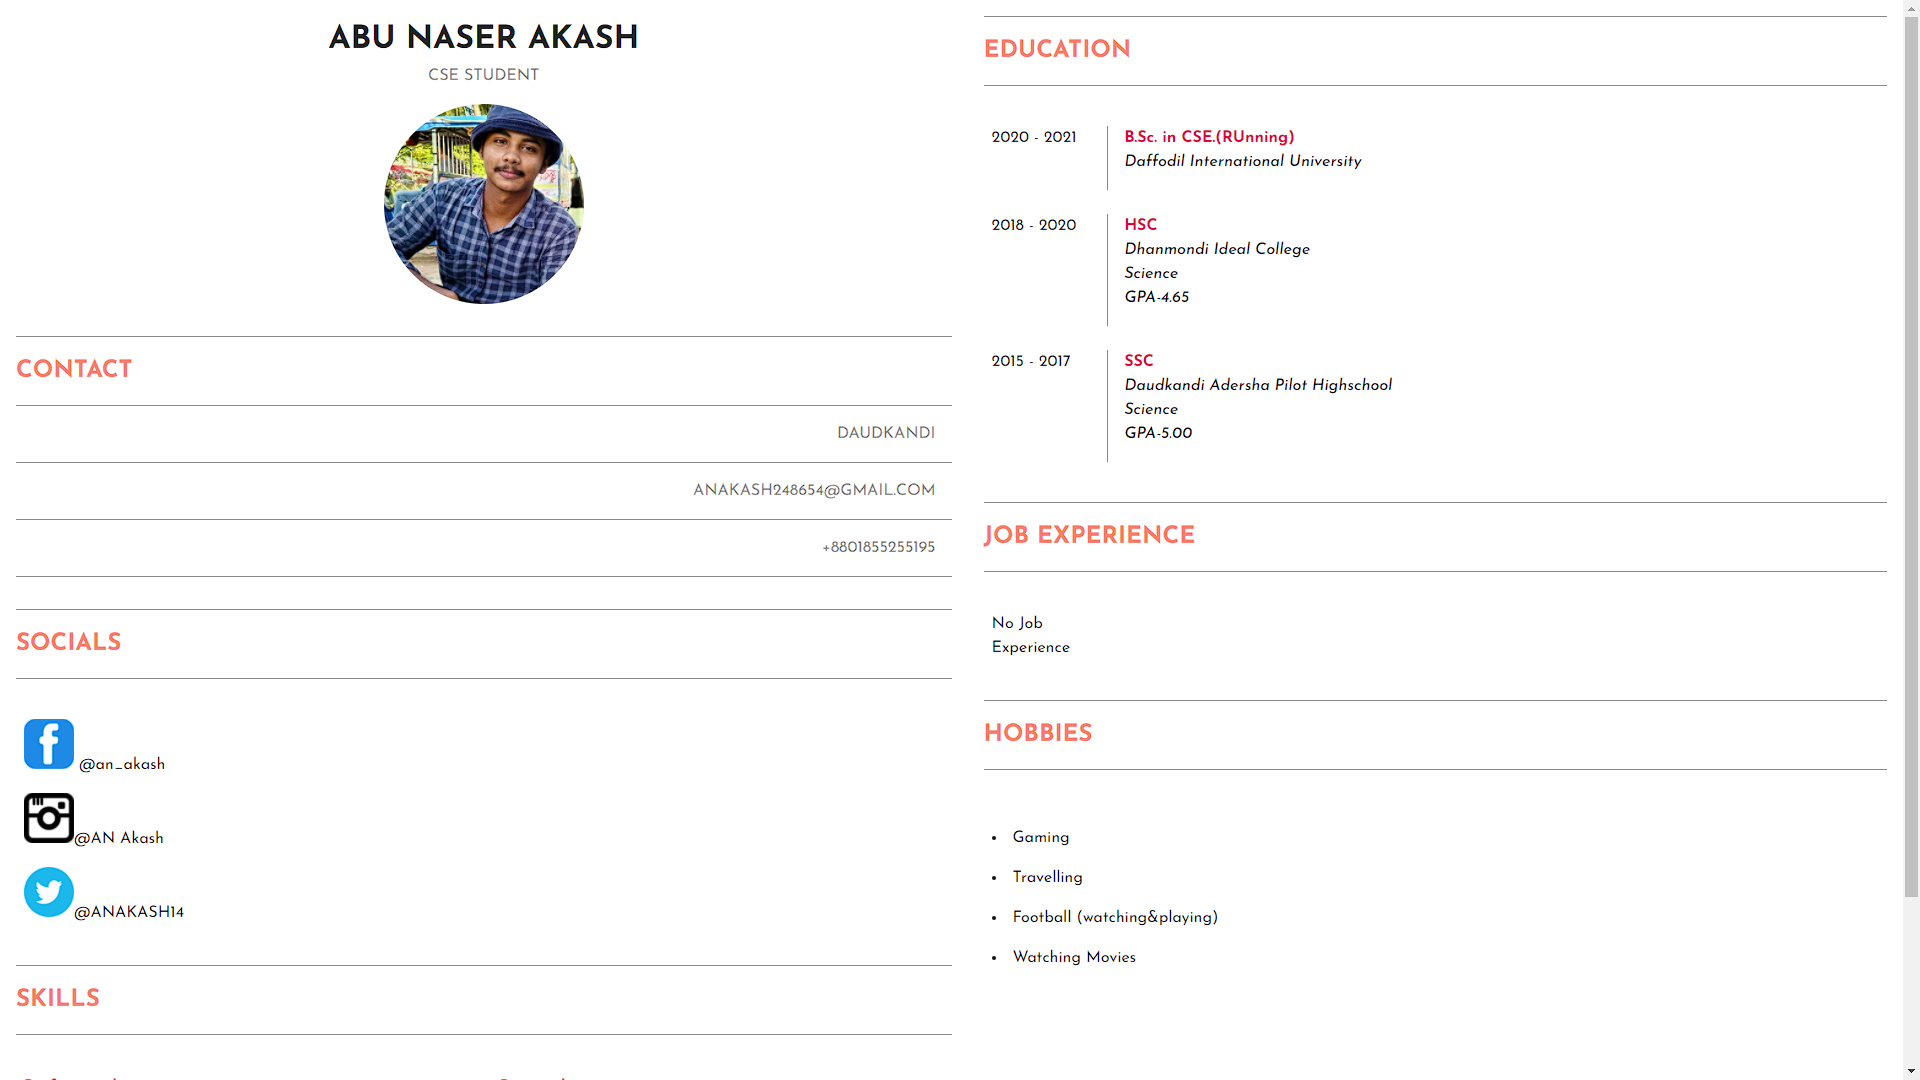 ABU NASER AKASH
CSE STUDENT
CONTACT
DAUDKANDI
ANAKASH248654@GMAIL.COM
+8801855255195
SOCIALS
@an_akash
@AN Akash
@ANAKASH14
SKILLS
EDUCATION
2020 - 2021
B.Sc. in CSE.(RUnning)
Daffodil International University
2018 - 2020
HSC
Dhanmondi Ideal College
Science
GPA-4.65
2015 - 2017
SSC
Daudkandi Adersha Pilot Highschool
Science
GPA-5.00
JOB EXPERIENCE
No Job
Experience
HOBBIES
• Gaming
• Travelling
• Football (watching&playing)
• Watching Movies